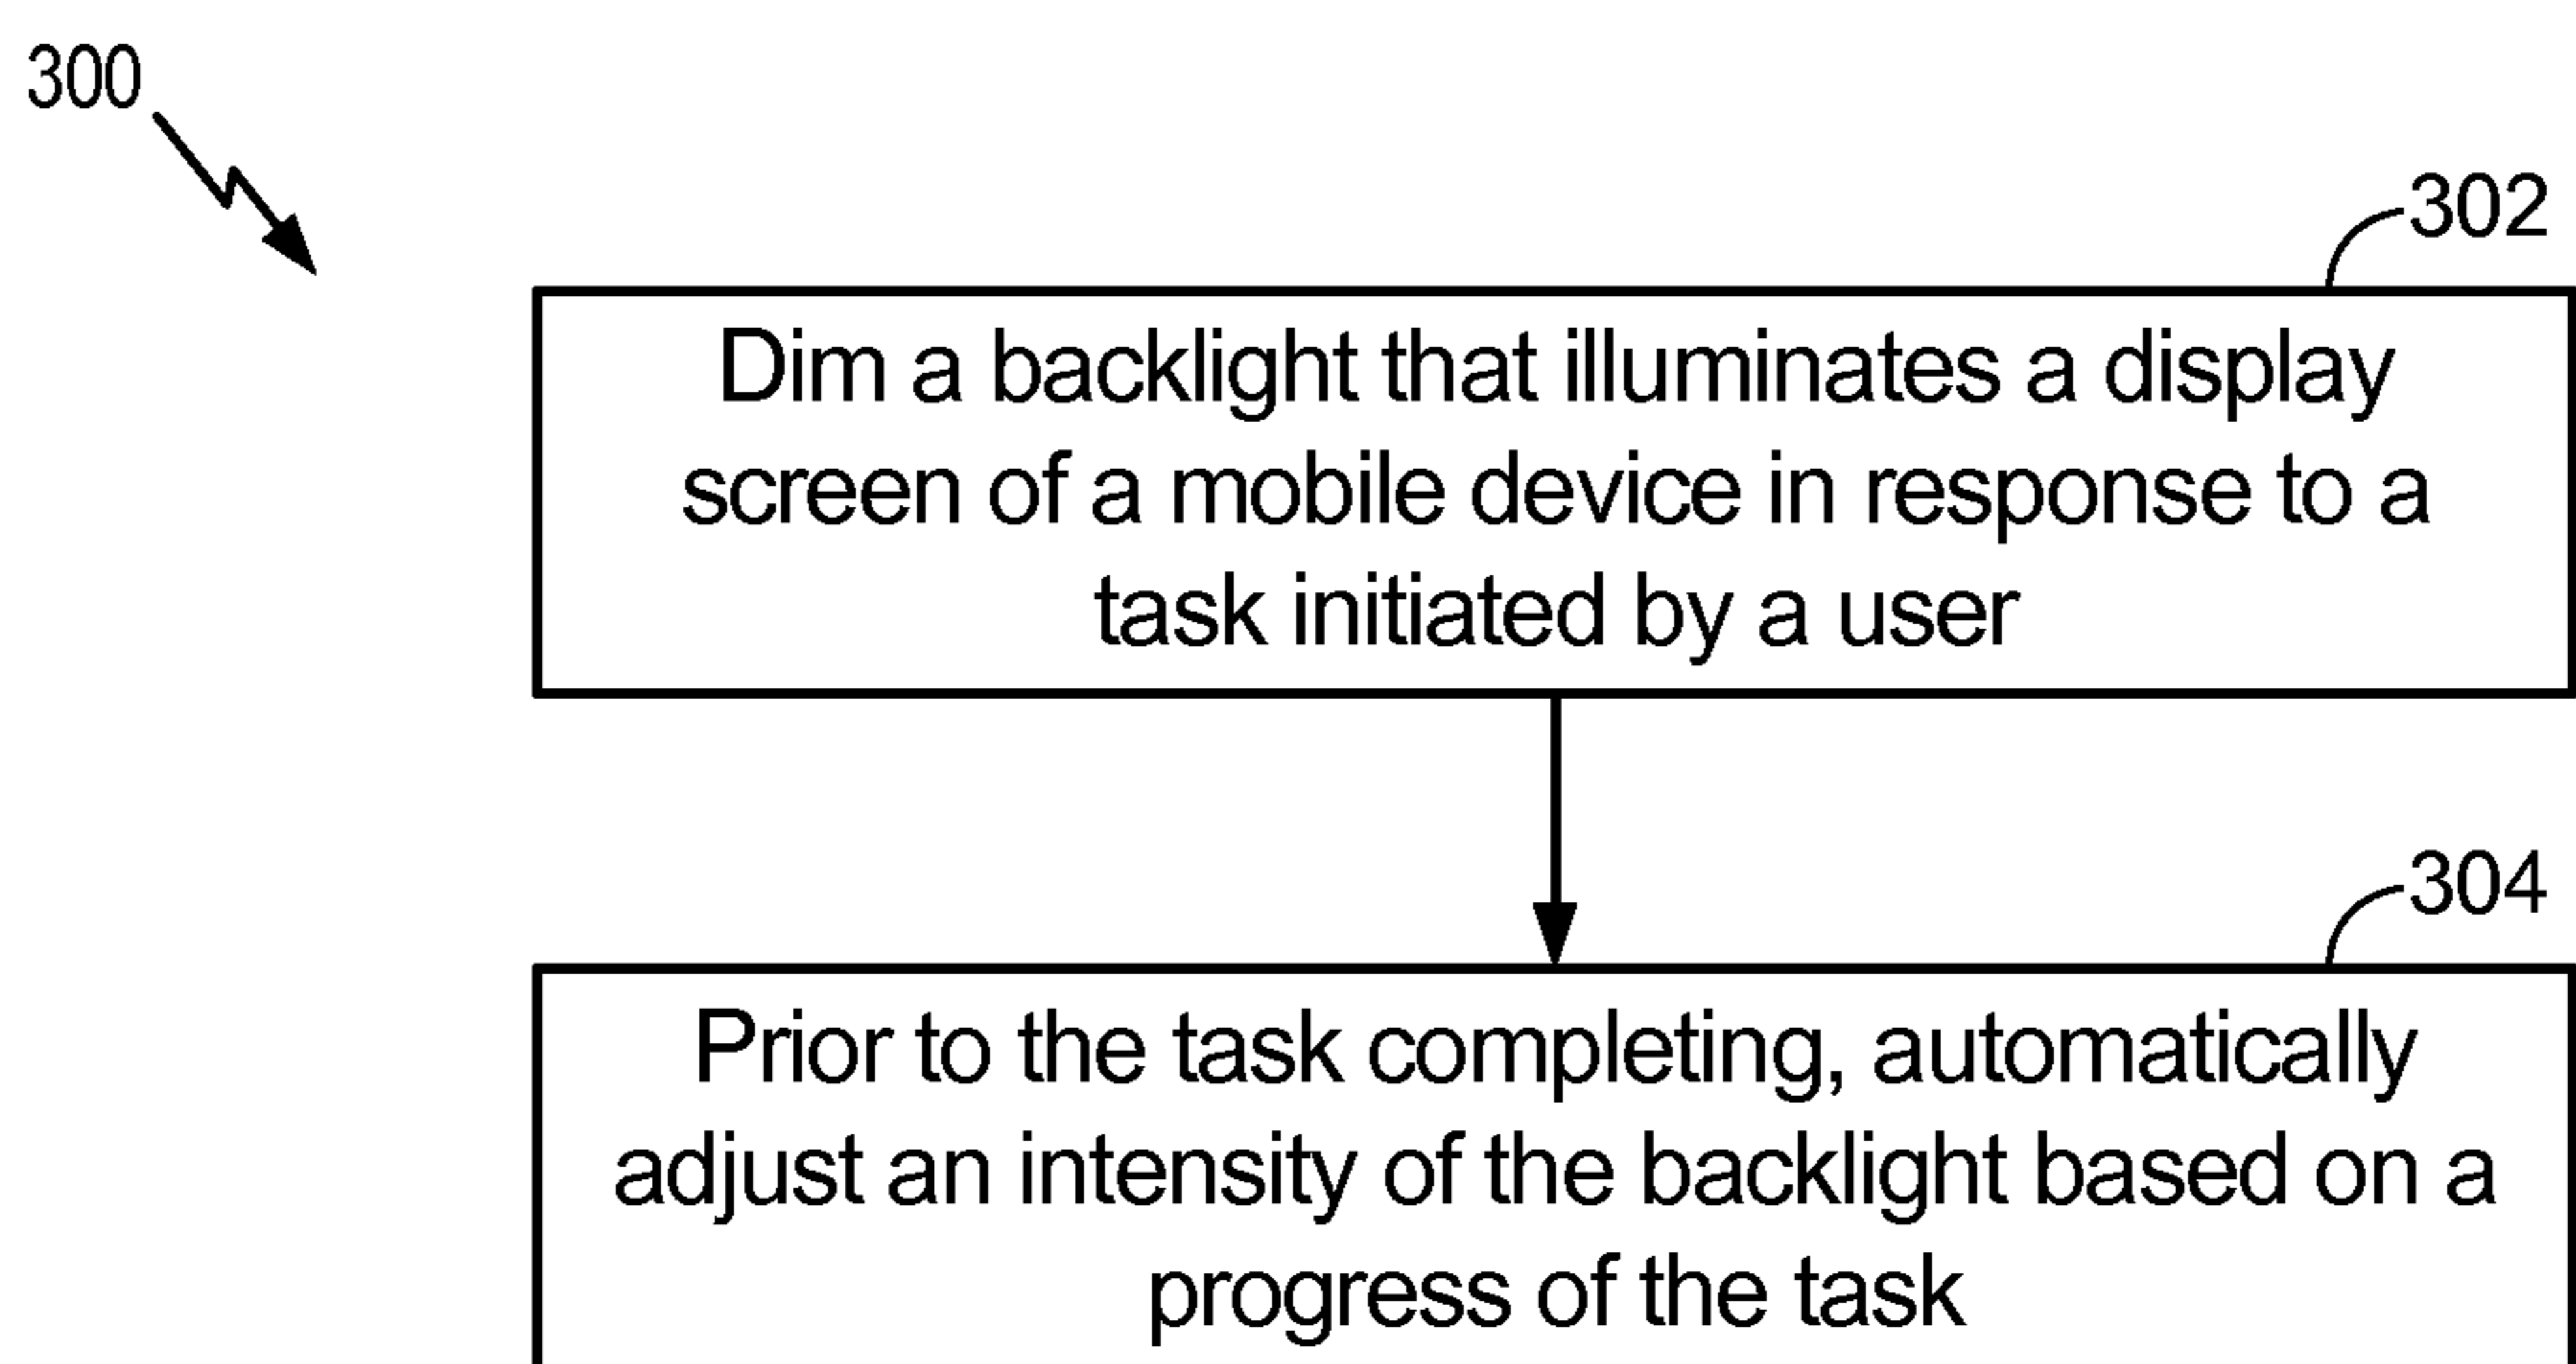 300
302
Dim a backlight that illuminates a display
screen of a mobile device in response to a
task initiated by a user
304
Prior to the task completing, automatically
adjust an intensity of the backlight based on a
progress of the task